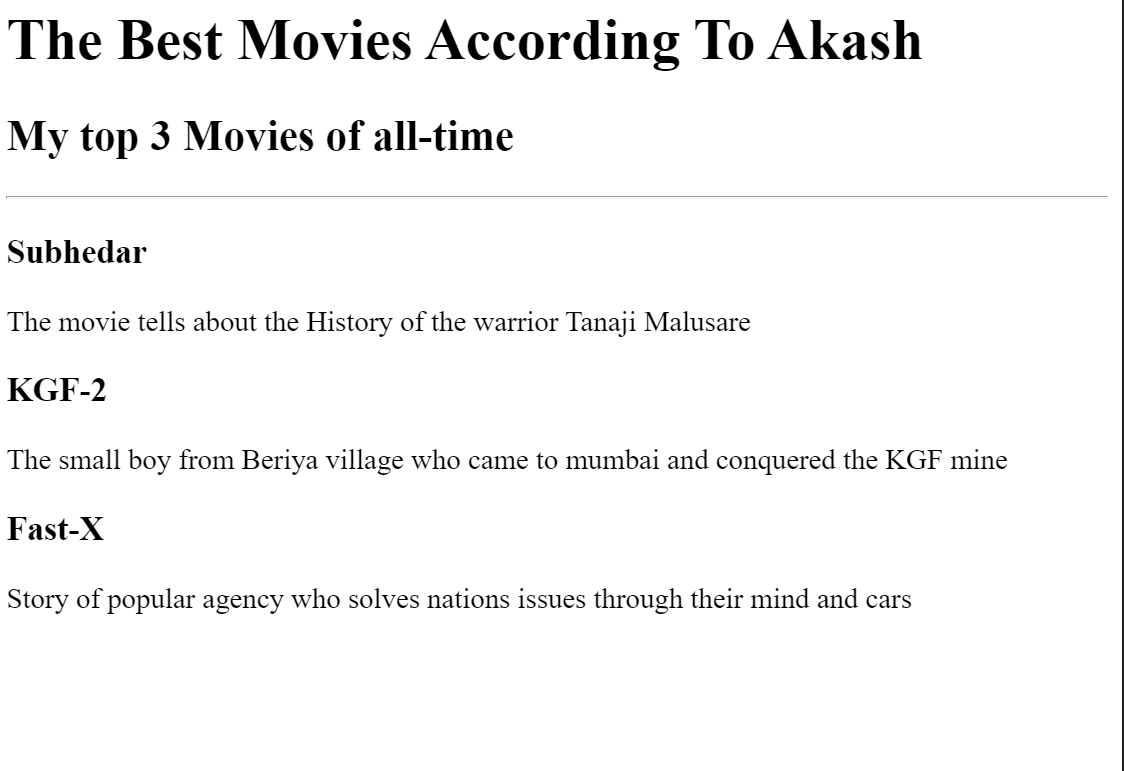 The Best Movies According To Akash
My top 3 Movies of all-time
Subhedar
The movie tells about the History of the warrior Tanaji Malusare
KGF-2
The small boy from Beriya village who came to mumbai and conquered the KGF mine
Fast-X
Story of popular agency who solves nations issues through their mind and cars